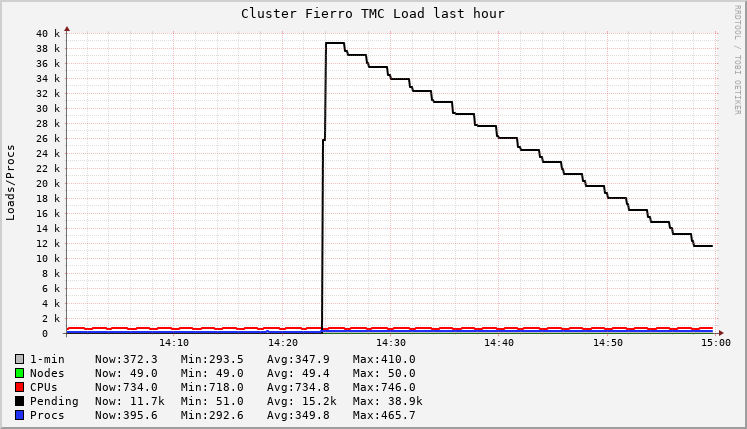 Cluster Fierro TMC Load last hour
RRDTOOL / TOBI OETIKER
Loads/Procs
40 k
38 k
36 k
34 k
32 k
30 k
28 k
26 k
24 k
22 k
20 k
18 k
16 k
14 k
12 k
10 k
8 k
6 k
4 k
2 k
0
14:10 14:20 14:30 14:40 14:50 15:00
1-min Now:372.3 Min:293.5 Avg:347.9 Max:410.0
Nodes Now: 49.0 Min: 49.0 Avg: 49.4 Max: 50.0
CPUs Now:734.0 Min:718.0 Avg:734.8 Max:746.0
Pending Now: 11.7k Min: 51.0 Avg: 15.2k Max: 38.9k
Procs Now:395.6 Min:292.6 Avg:349.8 Max:465.7